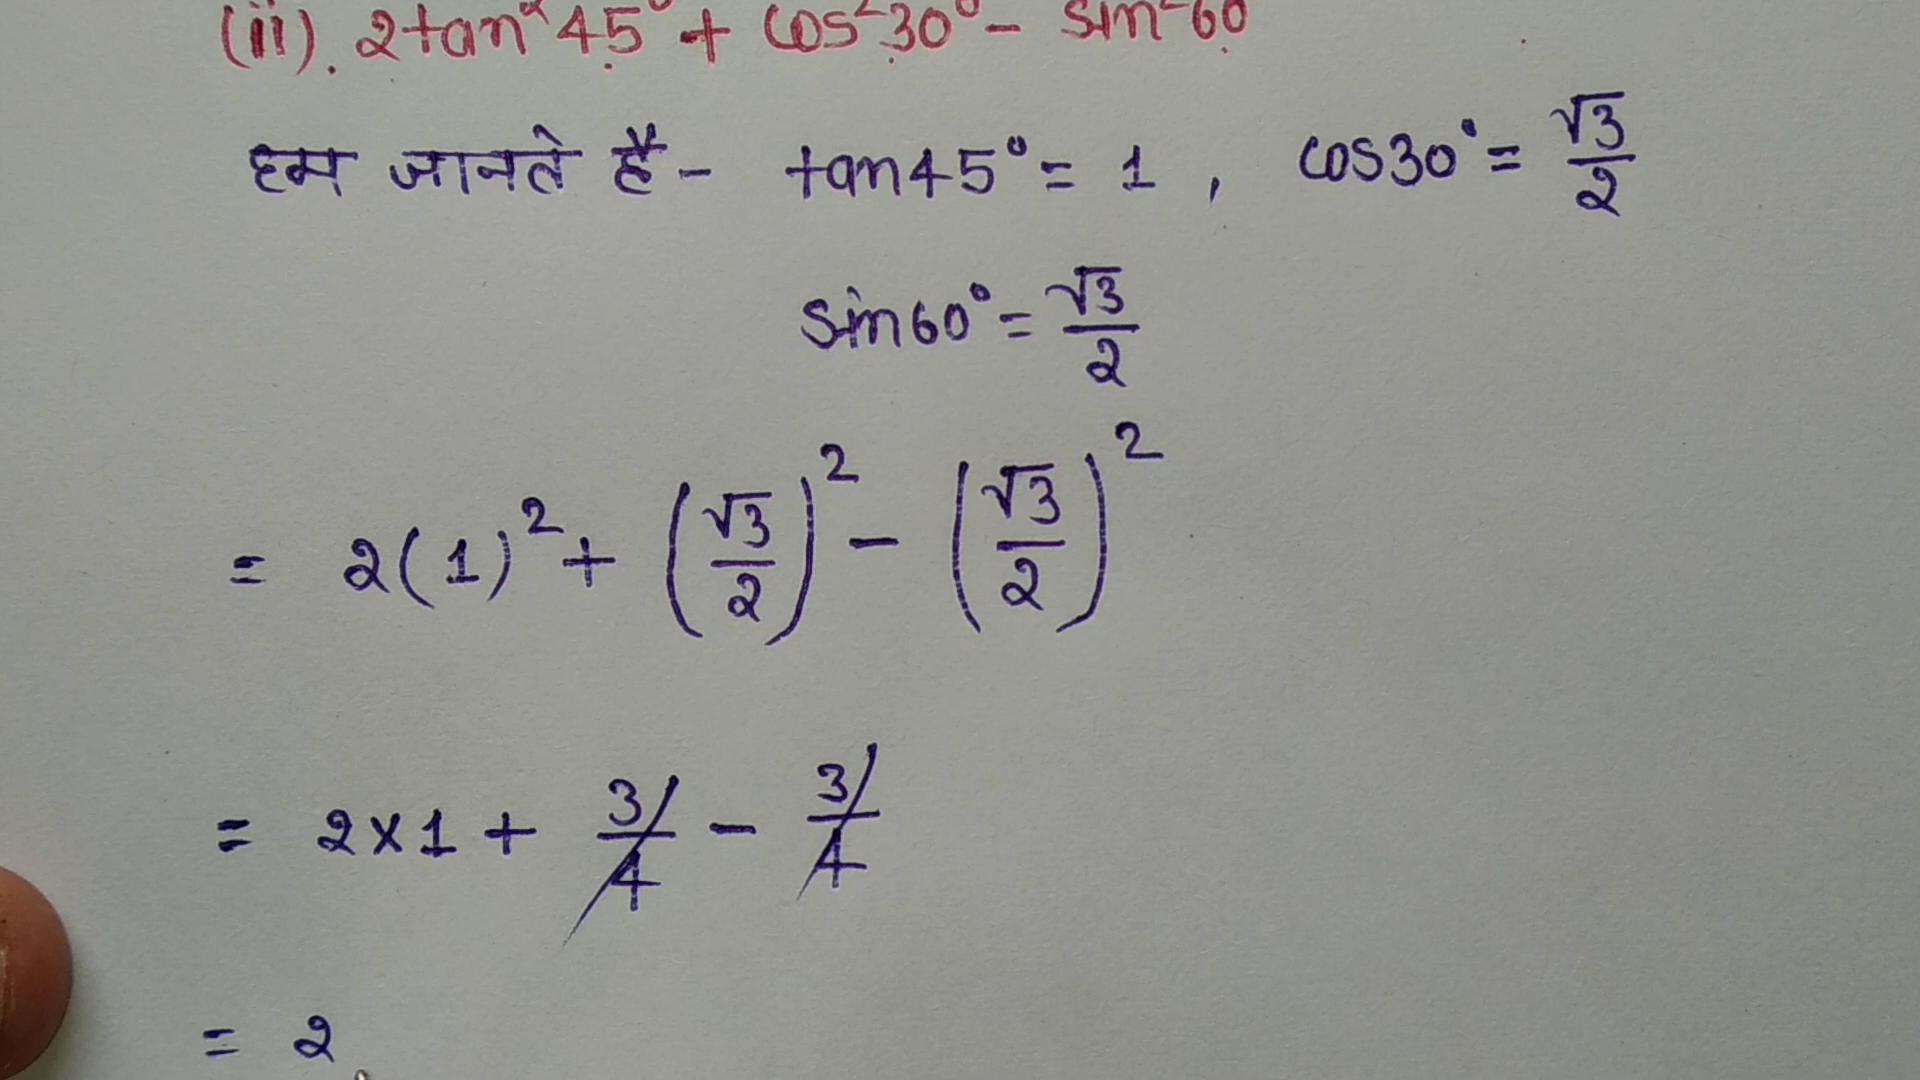 (ii). 2tan²45° + cos²30° - sin²60
हम जानते हैं - tan45° = 1 , cos30° = √3/2
sin60° = √3/2
= 2(1)² + (√3/2)² - (√3/2)²
= 2×1 + 3/4 - 3/4
= 2